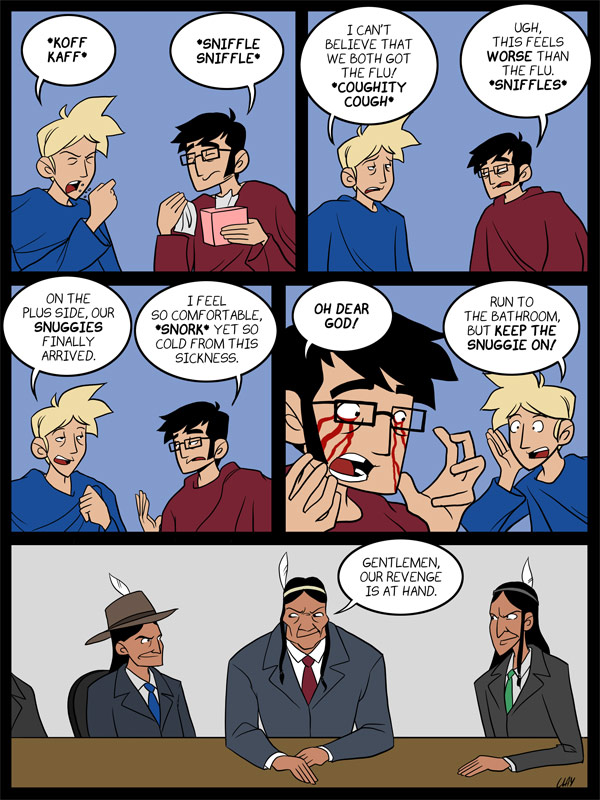 *KOFF
KAFF*
*SNIFFLE
SNIFFLE*
I CAN'T
BELIEVE THAT
WE BOTH GOT
THE FLU!
*COUGHITY
COUGH*
UGH,
THIS FEELS
WORSE THAN
THE FLU.
*SNIFFLES*
ON THE
PLUS SIDE, OUR
SNUGGIES
FINALLY
ARRIVED.
I FEEL
SO COMFORTABLE,
*SNORK* YET SO
COLD FROM THIS
SICKNESS.
OH DEAR
GOD!
RUN TO
THE BATHROOM,
BUT KEEP THE
SNUGGIE ON!
GENTLEMEN,
OUR REVENGE
IS AT HAND.
CLAY